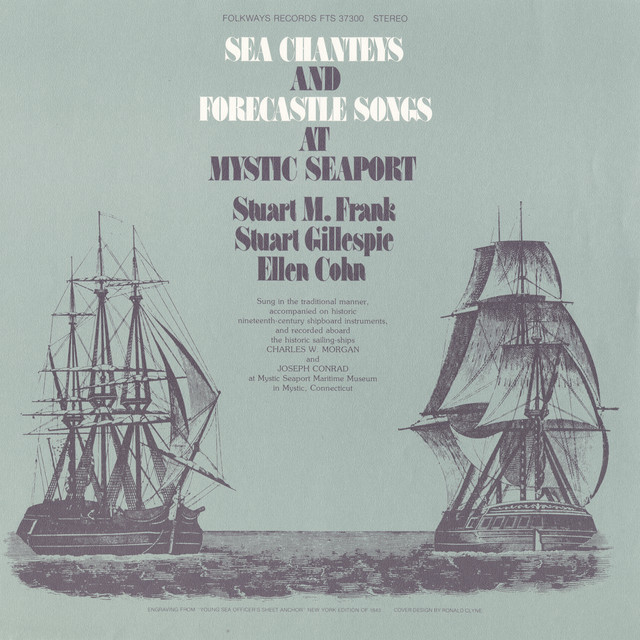 FOLKWAYS RECORDS FTS 37300 STEREO
SEA CHANTEYS
AND
FORECASTLE SONGS
AT
MYSTIC SEAPORT
Stuart M. Frank
Stuart Gillespie
Ellen Cohn
Sung in the traditional manner,
accompanied on historic
nineteenth-century shipboard instruments,
and recorded aboard
the historic sailing-ships
CHARLES W. MORGAN
and
JOSEPH CONRAD
at Mystic Seaport Maritime Museum
in Mystic, Connecticut
ENGRAVING FROM "YOUNG SEA OFFICER'S SHEET ANCHOR" NEW YORK EDITION OF 1843 COVER DESIGN BY RONALD CLYNE